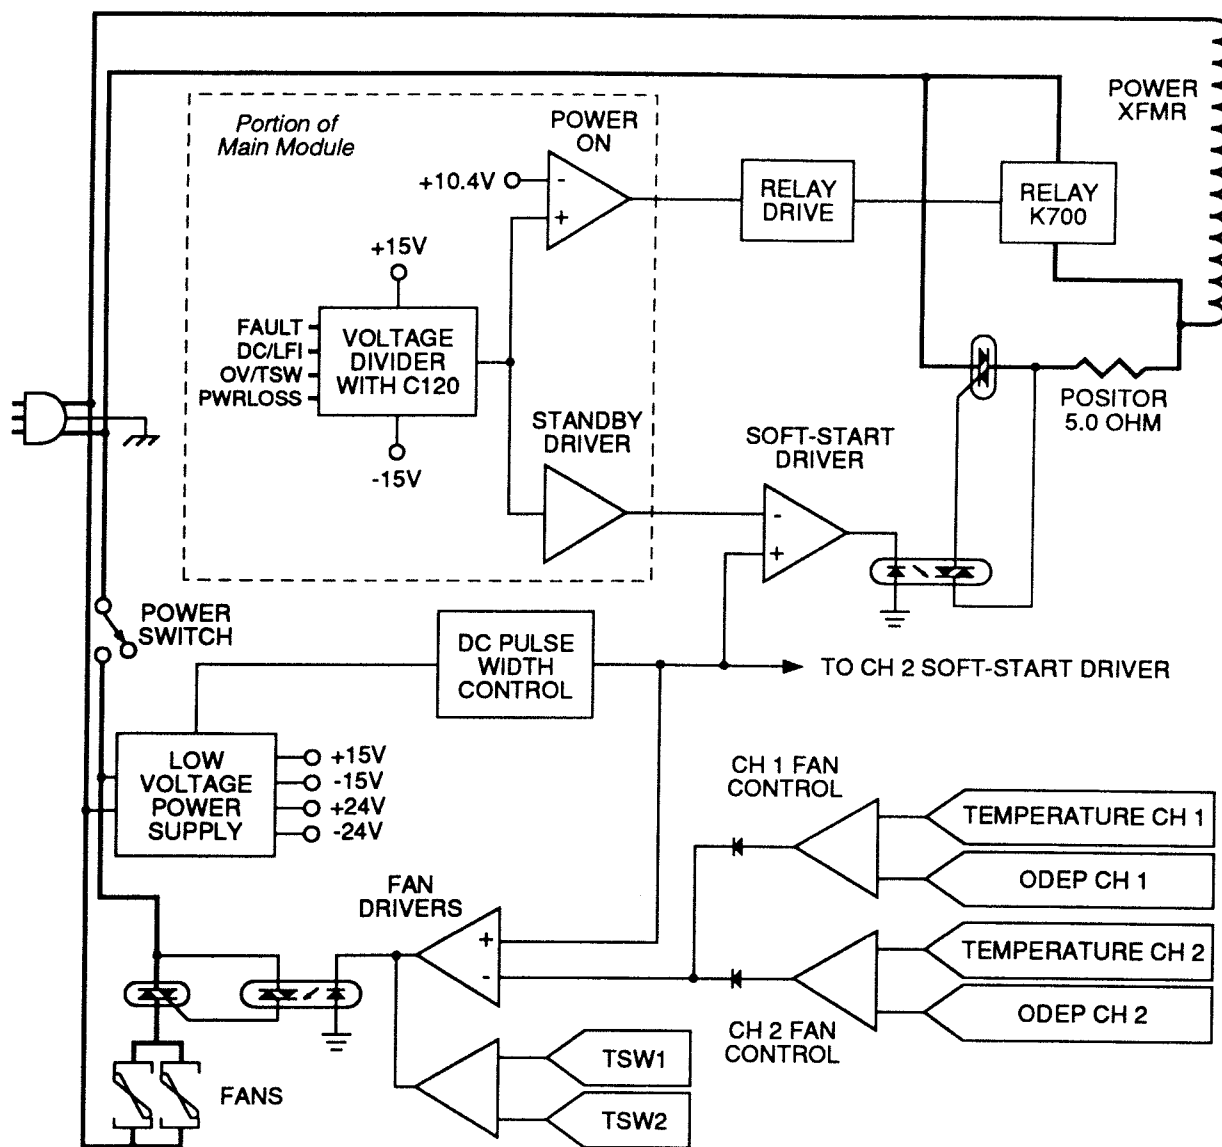 POWER
XFMR
Portion of
Main Module
POWER
ON
+10.4V
-
+
RELAY
DRIVE
RELAY
K700
+15V
FAULT
DC/LFI
OV/TSW
PWRLOSS
VOLTAGE
DIVIDER
WITH C120
-15V
POSITOR
5.0 OHM
STANDBY
DRIVER
SOFT-START
DRIVER
-
+
POWER
SWITCH
DC PULSE
WIDTH
CONTROL
TO CH 2 SOFT-START DRIVER
LOW
VOLTAGE
POWER
SUPPLY
+15V
-15V
+24V
-24V
CH 1 FAN
CONTROL
TEMPERATURE CH 1
ODEP CH 1
FAN
DRIVERS
+
-
TEMPERATURE CH 2
ODEP CH 2
CH 2 FAN
CONTROL
TSW1
TSW2
FANS